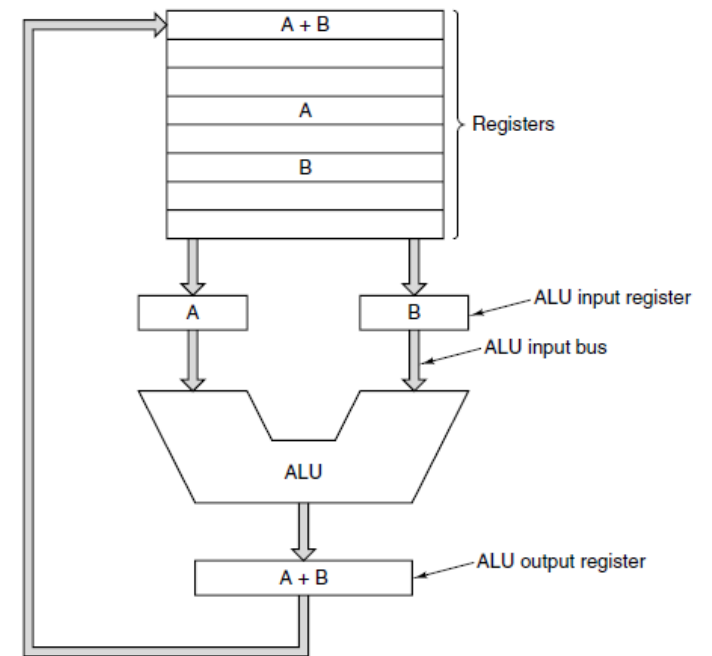 A + B
A
Registers
B
A
B
ALU input register
ALU input bus
ALU
A + B
ALU output register